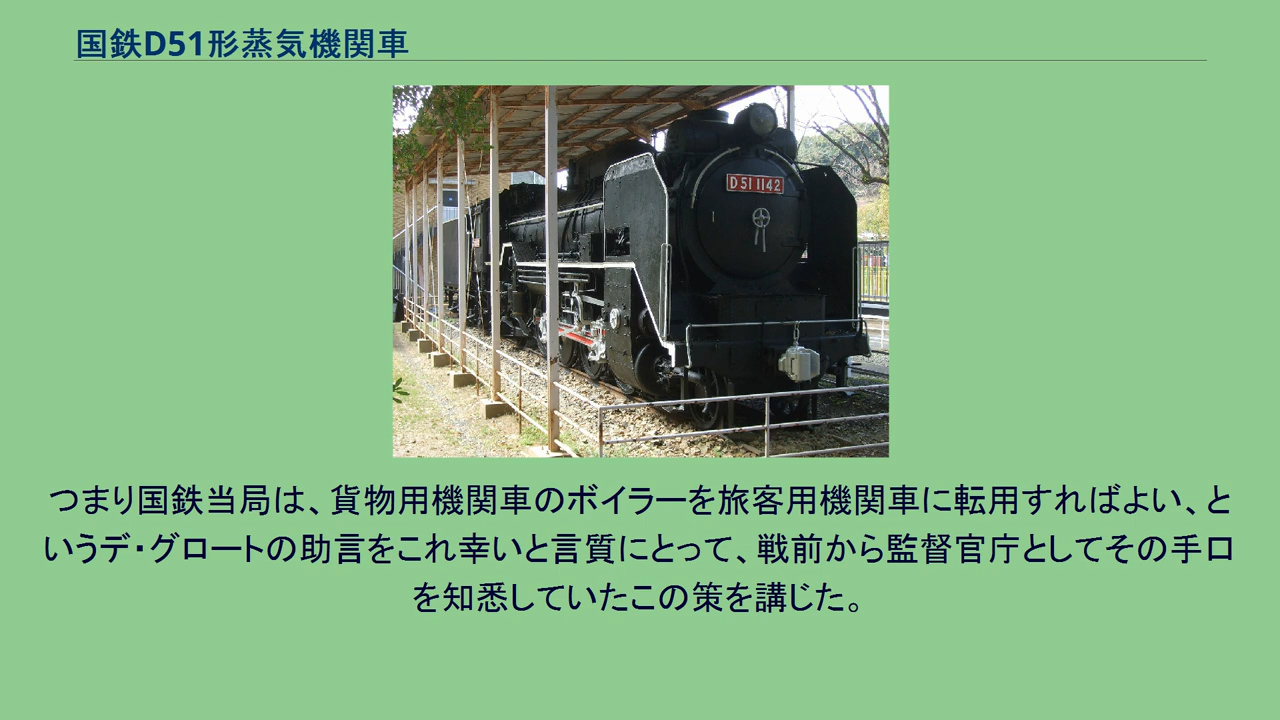 国鉄D51形蒸気機関車
D51 1142
つまり国鉄当局は、貨物用機関車のボイラーを旅客用機関車に転用すればよい、と
いうデ・グロートの助言をこれ幸いと言質にとって、戦前から監督官庁としてその手口
を知悉していたこの策を講じた。